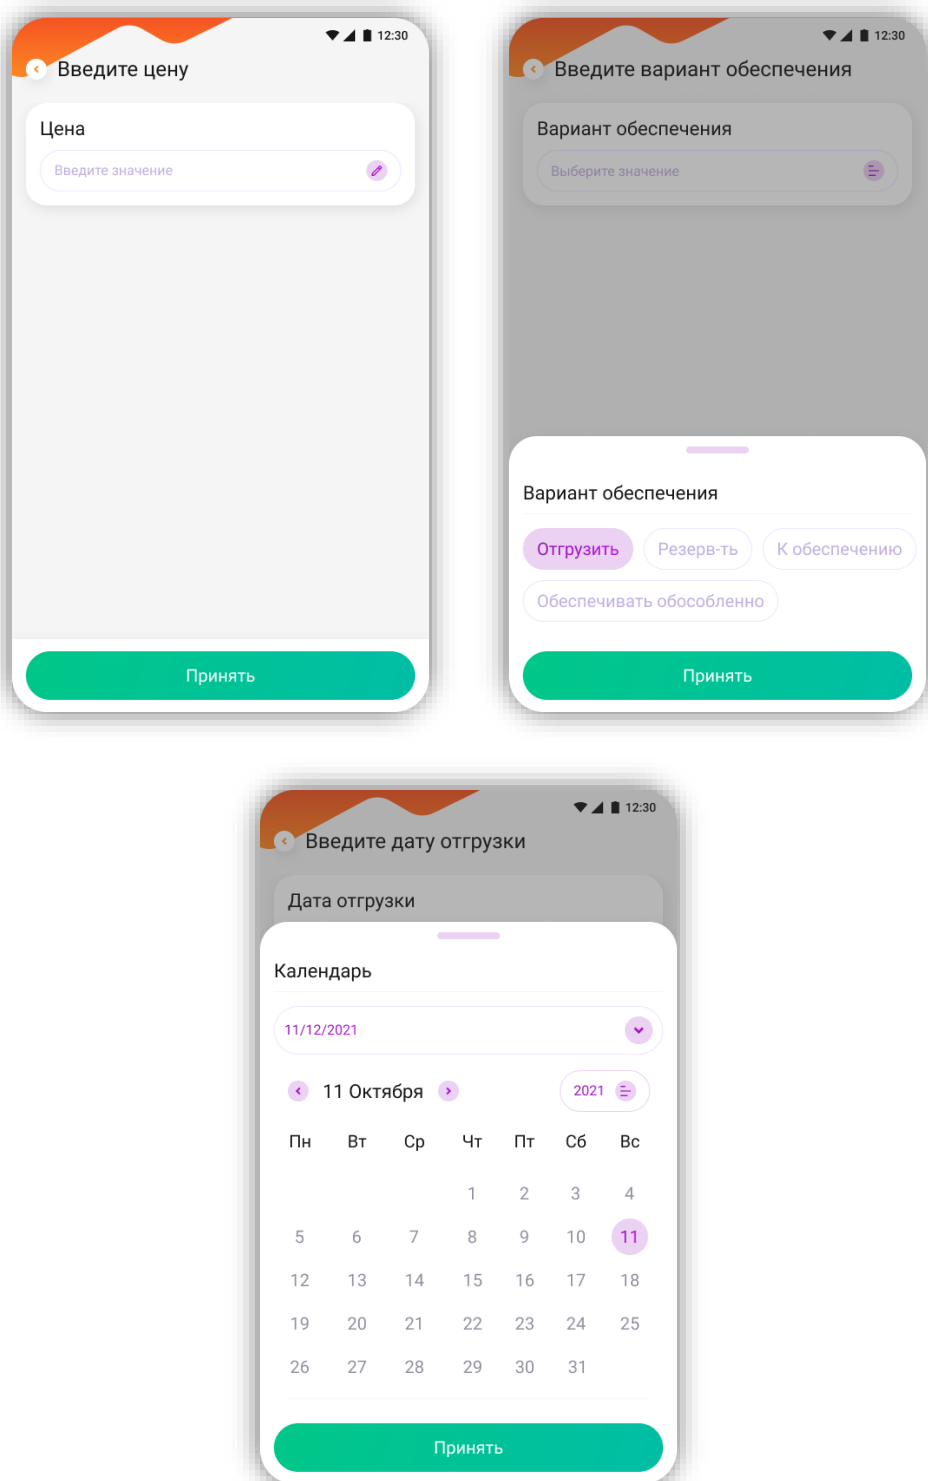 12:30
Введите цену
Цена
Введите значение
Принять
12:30
Введите вариант обеспечения
Вариант обеспечения
Выберите значение
Вариант обеспечения
Отгрузить Резерв-ть К обеспечению
Обеспечивать обособленно
Принять
12:30
Введите дату отгрузки
Дата отгрузки
Календарь
11/12/2021
11 Октября 2021
Пн Вт Ср Чт Пт Сб Вс
1 2 3 4
5 6 7 8 9 10 11
12 13 14 15 16 17 18
19 20 21 22 23 24 25
26 27 28 29 30 31
Принять